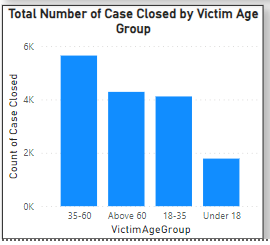 Total Number of Case Closed by Victim Age
Group
6K
4K
2K
0K
Count of Case Closed
35-60 Above 60 18-35 Under 18
VictimAgeGroup